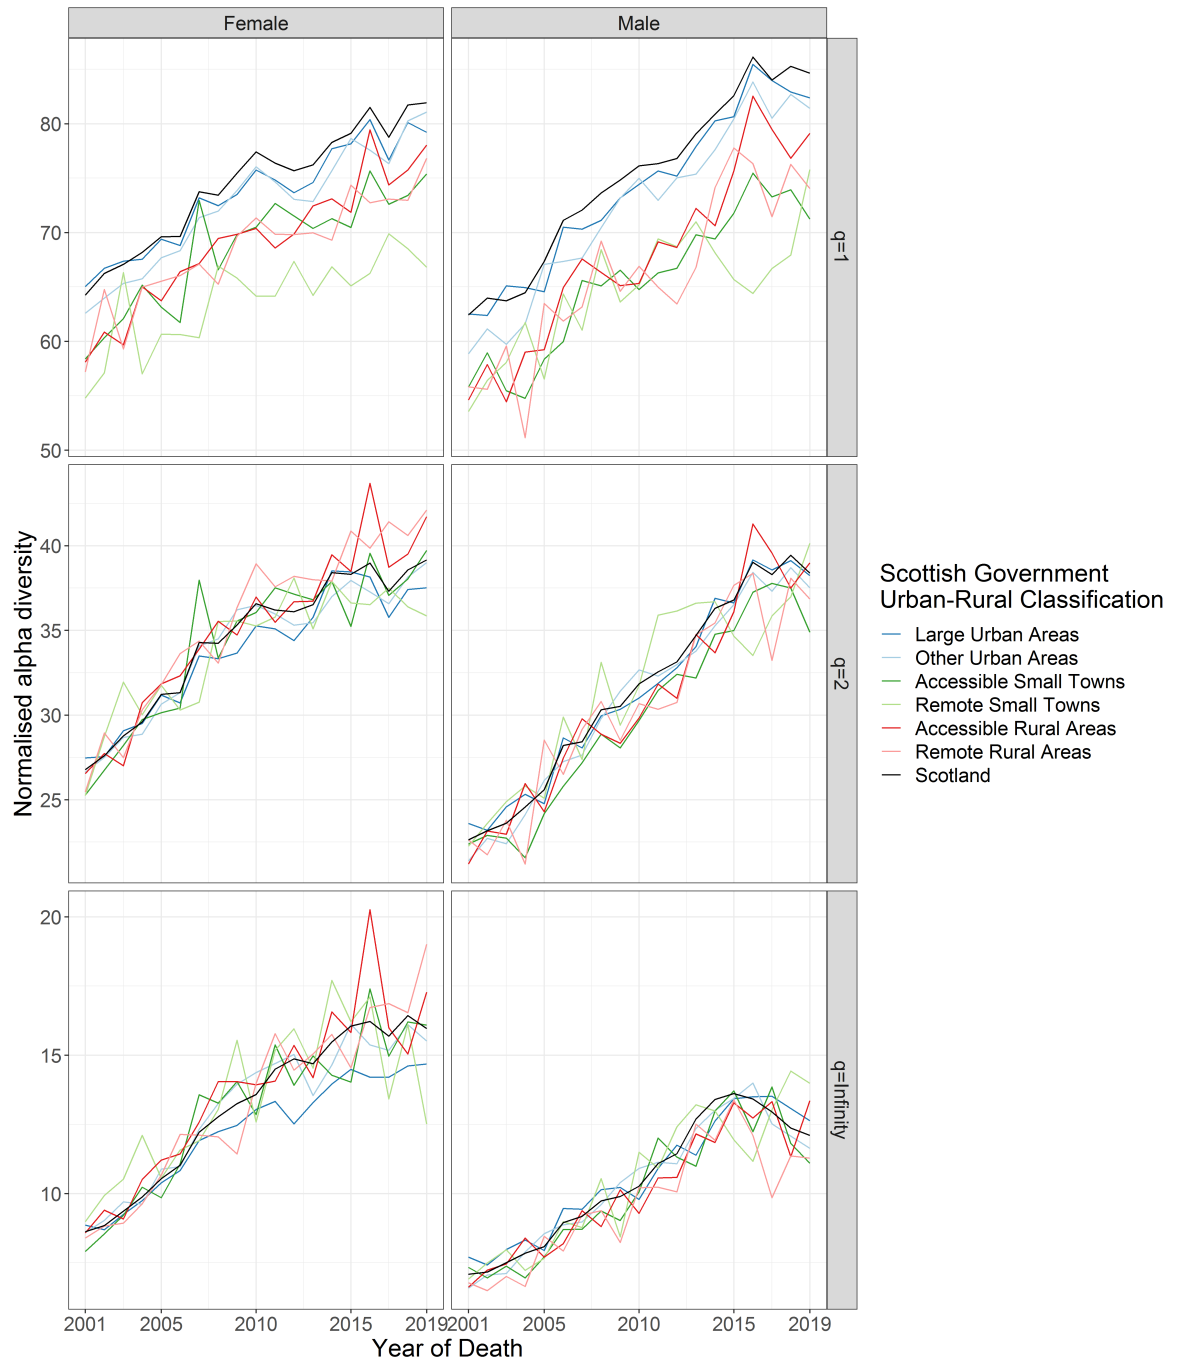 Female
Male
80
70
60
50
q=1
Normalised alpha diversity
40
35
30
25
q=2
20
15
10
q=Infinity
2001
2005
2010
2015
2019
2001
2005
2010
2015
2019
Year of Death
Scottish Government
Urban-Rural Classification
Large Urban Areas
Other Urban Areas
Accessible Small Towns
Remote Small Towns
Accessible Rural Areas
Remote Rural Areas
Scotland